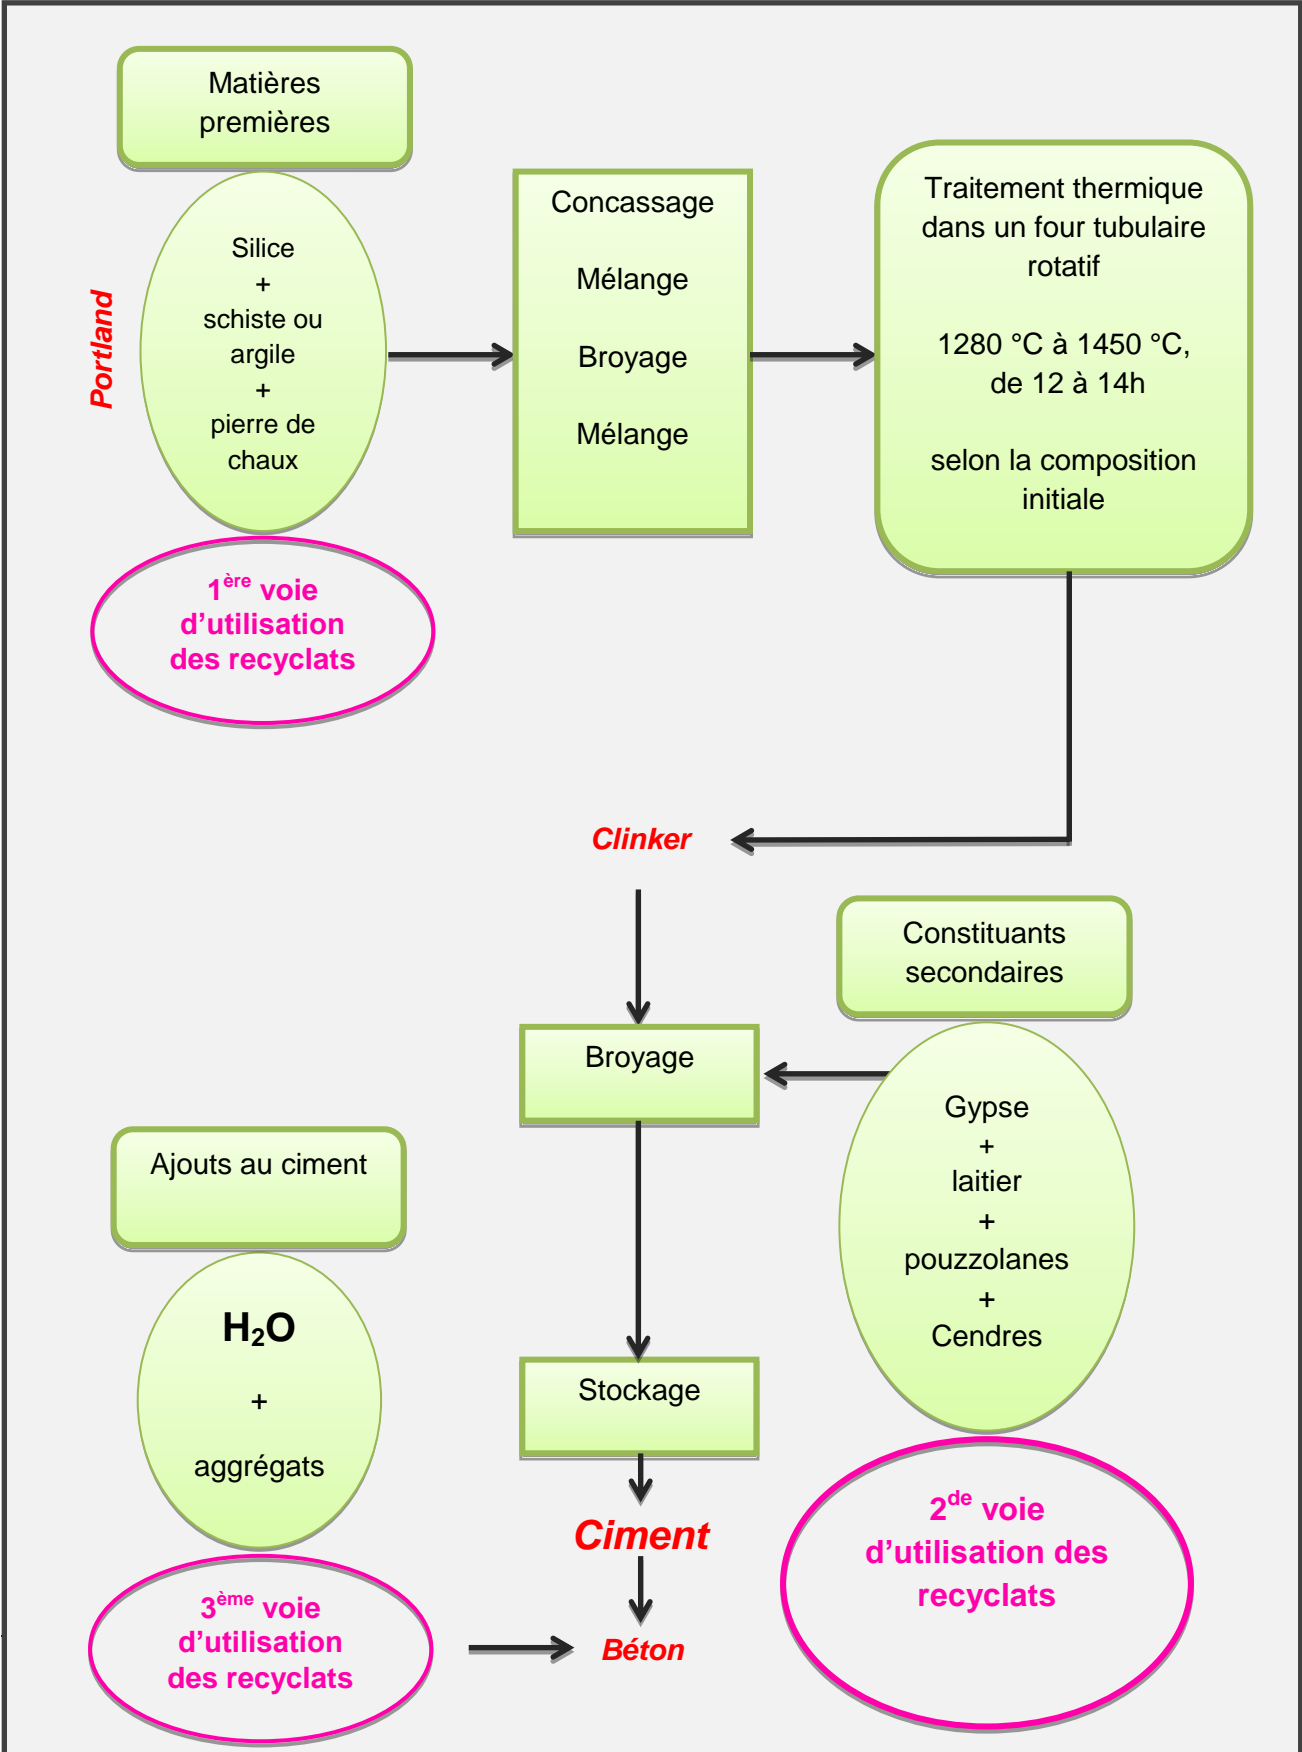 Matières
premières
Portland
Silice
+
schiste ou
argile
+
pierre de
chaux
1ère voie
d'utilisation
des recyclats
Concassage
Mélange
Broyage
Mélange
Traitement thermique
dans un four tubulaire
rotatif
1280 °C à 1450 °C,
de 12 à 14h
selon la composition
initiale
Clinker
Constituants
secondaires
Broyage
Gypse
+
laitier
+
pouzzolanes
+
Cendres
2de voie
d'utilisation des
recyclats
Stockage
Ciment
Ajouts au ciment
H₂O
+
aggrégats
3ème voie
d'utilisation
des recyclats
Béton